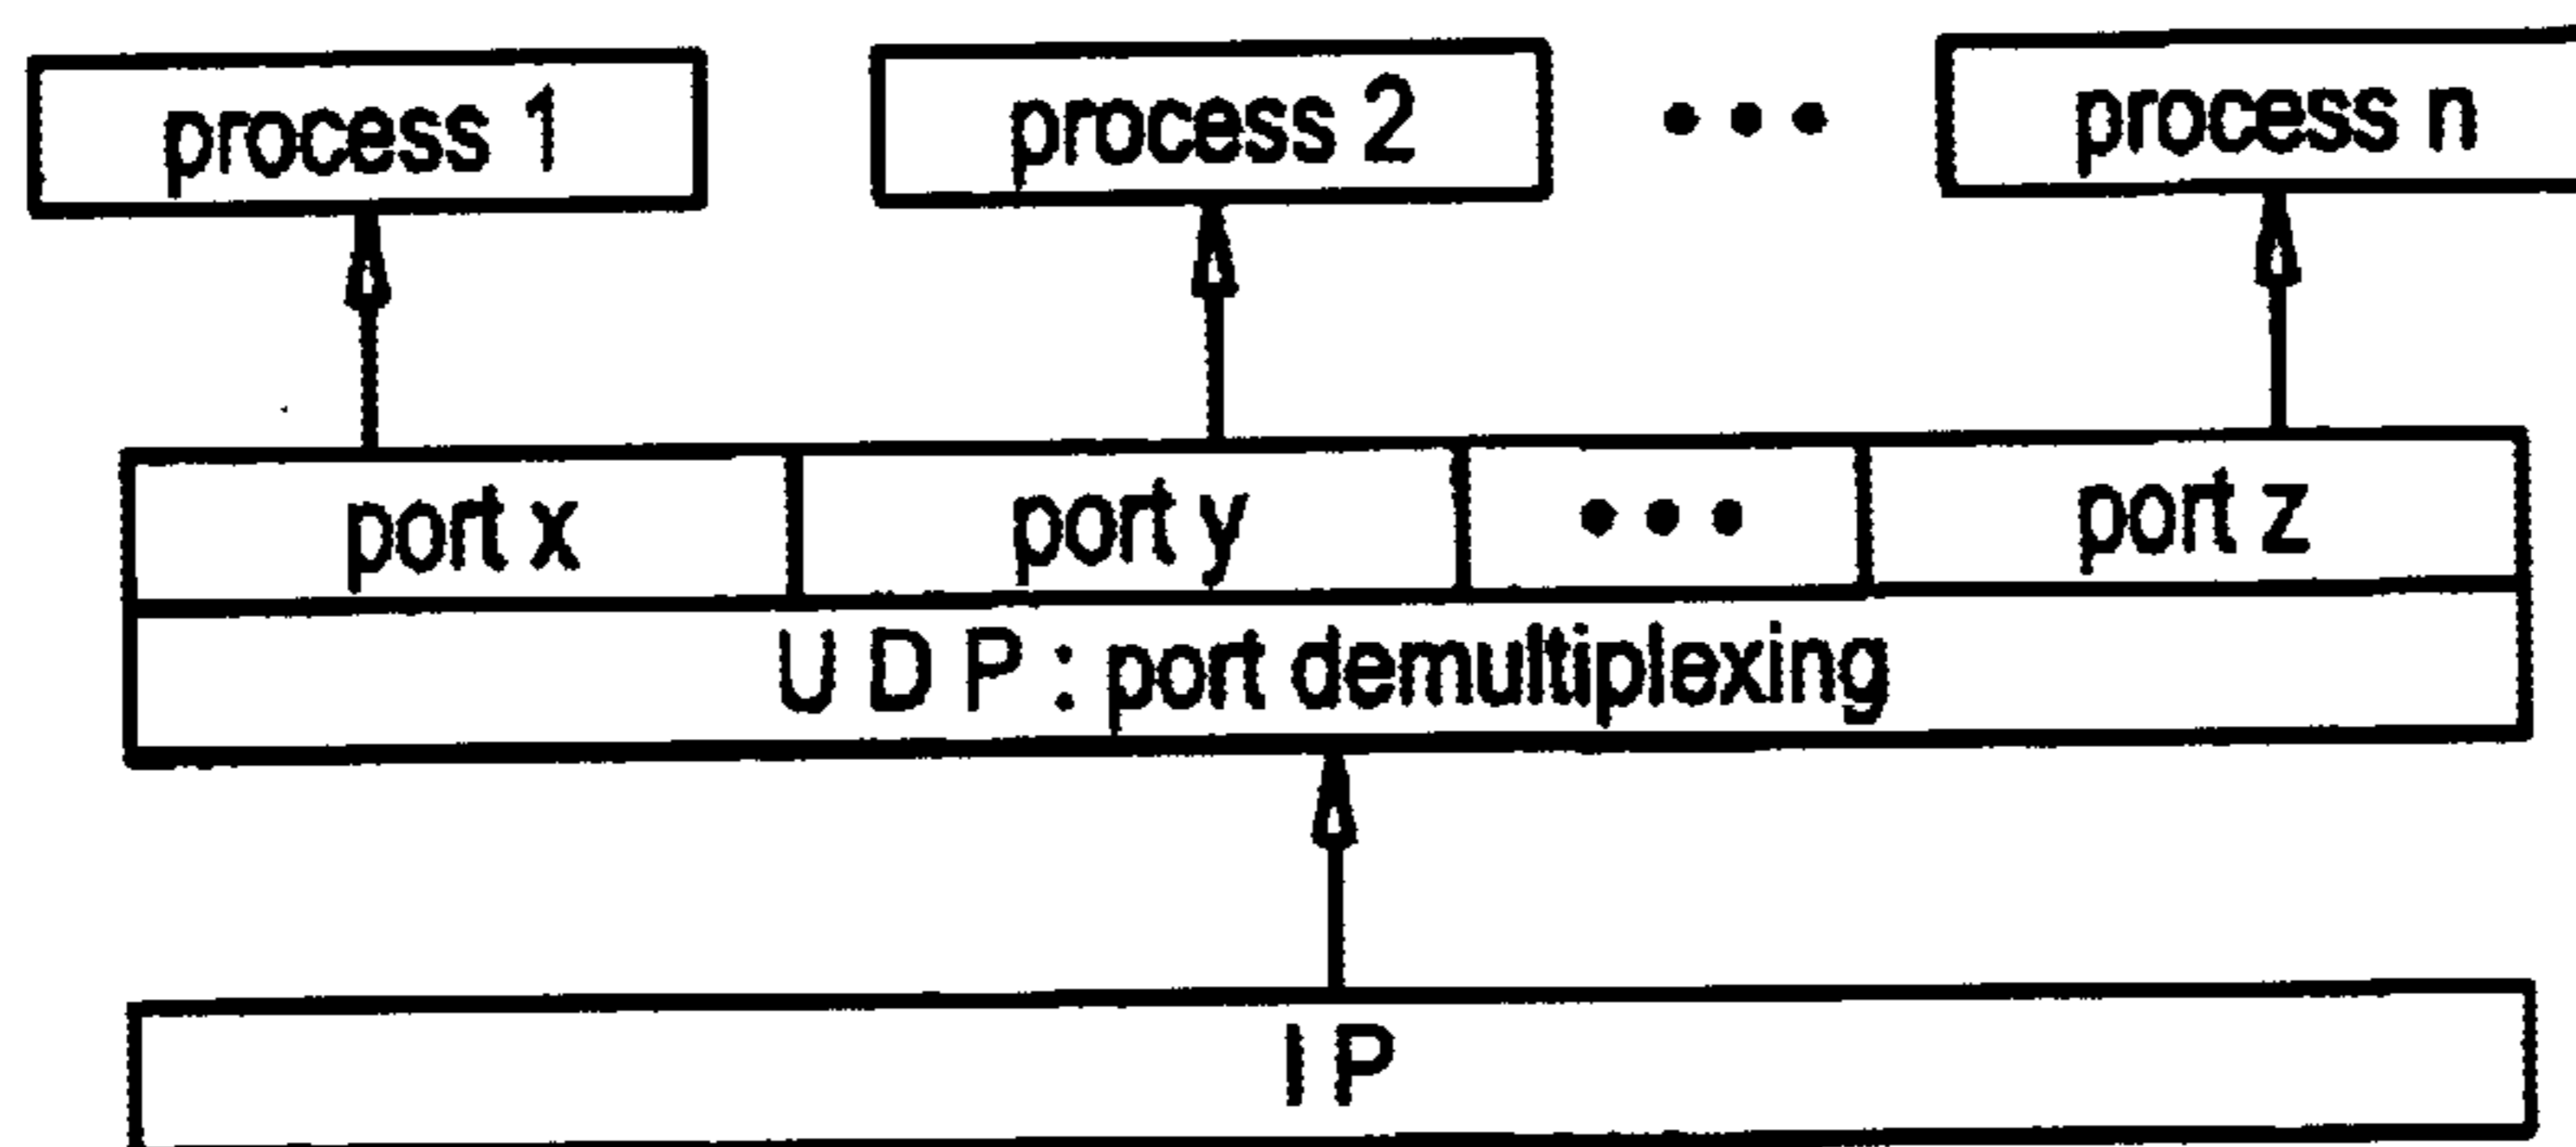 process 1 process 2 ••• process n
port x port y ••• port z
U D P : port demultiplexing
I P